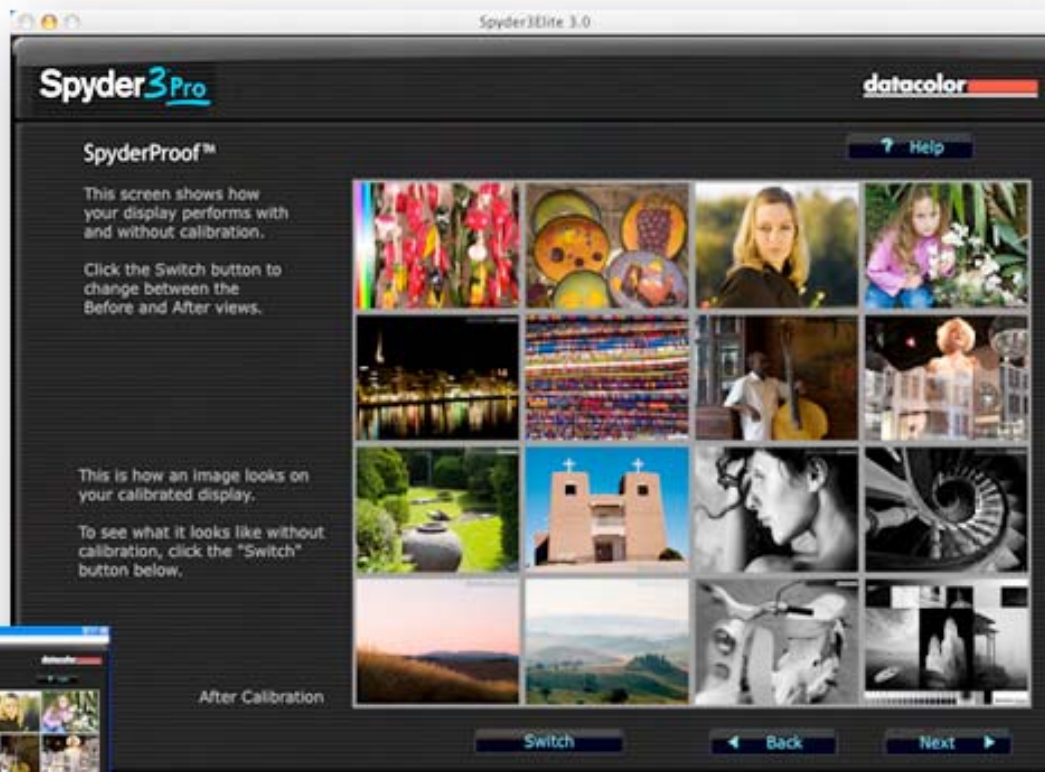 Spyder3Elite 3.0
Spyder3Pro
datacolor
? Help
SpyderProof™
This screen shows how
your display performs with
and without calibration.
Click the Switch button to
change between the
Before and After views.
This is how an image looks on
your calibrated display.
To see what it looks like without
calibration, click the "Switch"
button below.
After Calibration
Switch
Back
Next
datacolor